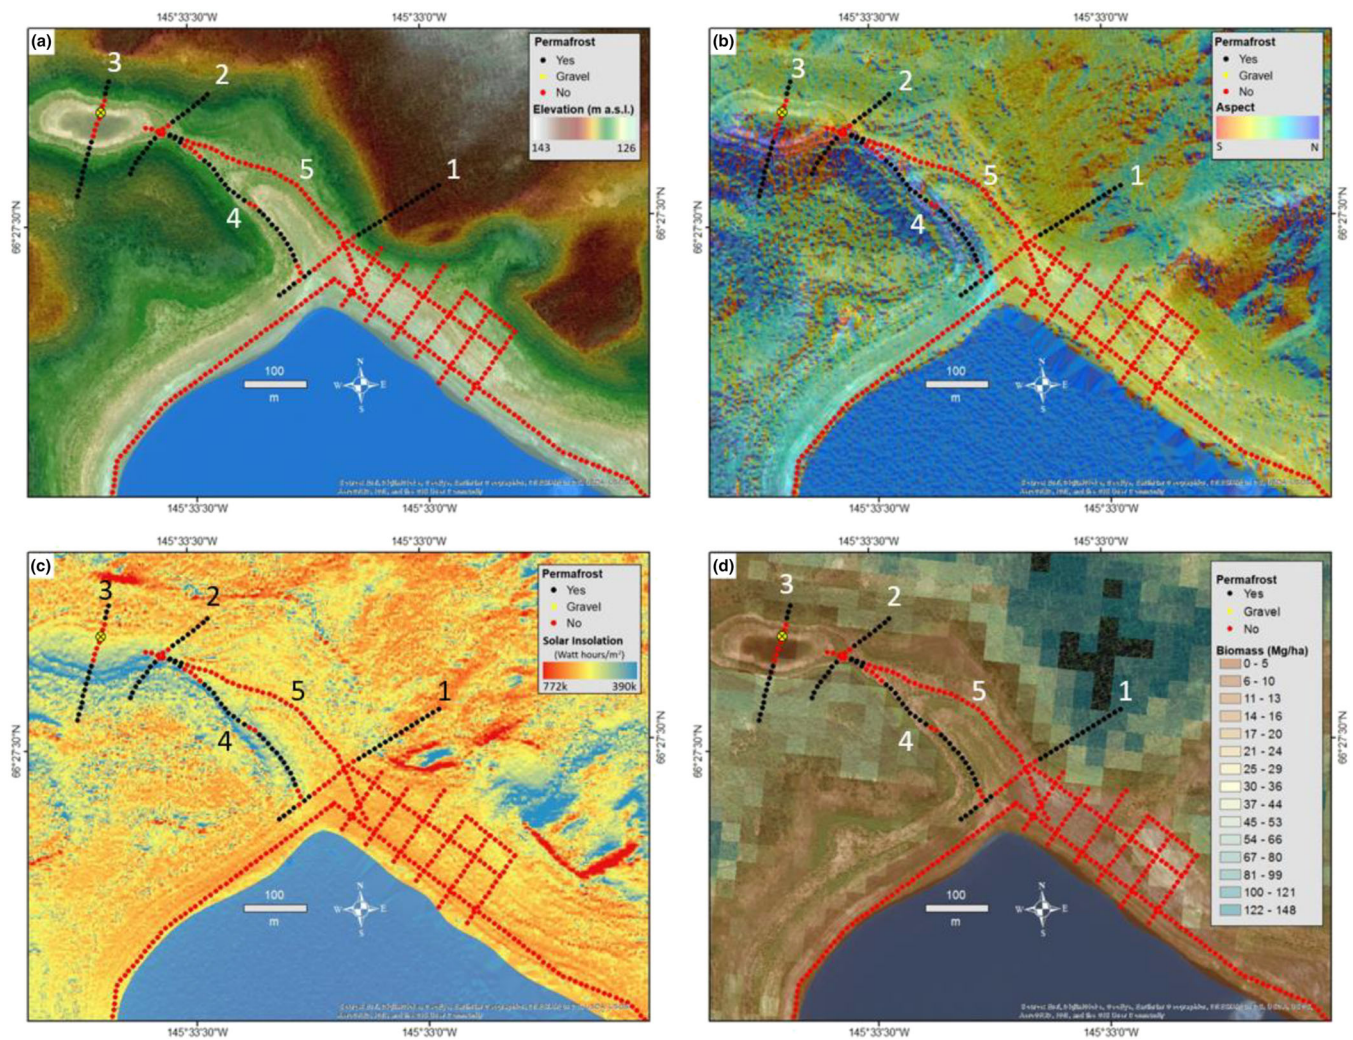 145°33'30"W 145°33'0"W 145°33'30"W 145°33'0"W
(a)
Permafrost
Yes
Gravel
No
Elevation (m a.s.l.)
143 126
3
2
1
5
4
66°27'30"N
66°27'30"N
100
m
N
W E
S
145°33'30"W 145°33'0"W
(b)
Permafrost
Yes
Gravel
No
Aspect
S N
3
2
1
5
4
66°27'30"N
66°27'30"N
100
m
N
W E
S
145°33'30"W 145°33'0"W
145°33'30"W 145°33'0"W
(c)
Permafrost
Yes
Gravel
No
Solar Insolation
(Watt hours/m²)
772k 390k
3
2
1
5
4
66°27'30"N
66°27'30"N
100
m
N
W E
S
145°33'30"W 145°33'0"W
145°33'30"W 145°33'0"W
(d)
Permafrost
Yes
Gravel
No
Biomass (Mg/ha)
0 - 5
6 - 10
11 - 13
14 - 16
17 - 20
21 - 24
25 - 29
30 - 36
37 - 44
45 - 53
54 - 66
67 - 80
81 - 99
100 - 121
122 - 148
3
2
1
5
4
66°27'30"N
66°27'30"N
100
m
N
W E
S
145°33'30"W 145°33'0"W